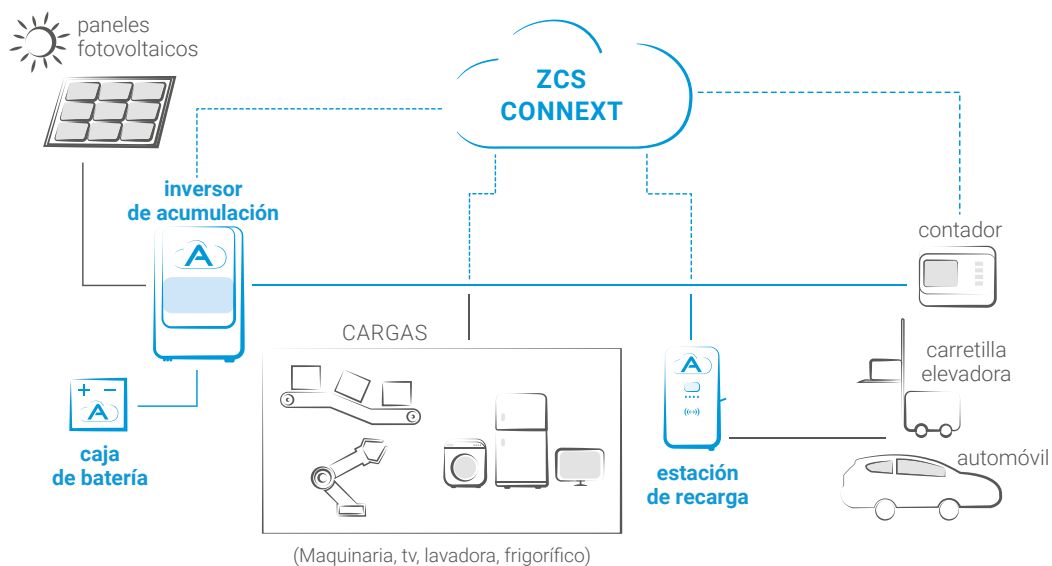 paneles
fotovoltaicos
ZCS
CONNEXT
inversor
de acumulación
A
contador
CARGAS
A
carretilla
elevadora
+ −
A
caja
de batería
estación
de recarga
automóvil
(Maquinaria, tv, lavadora, frigorífico)